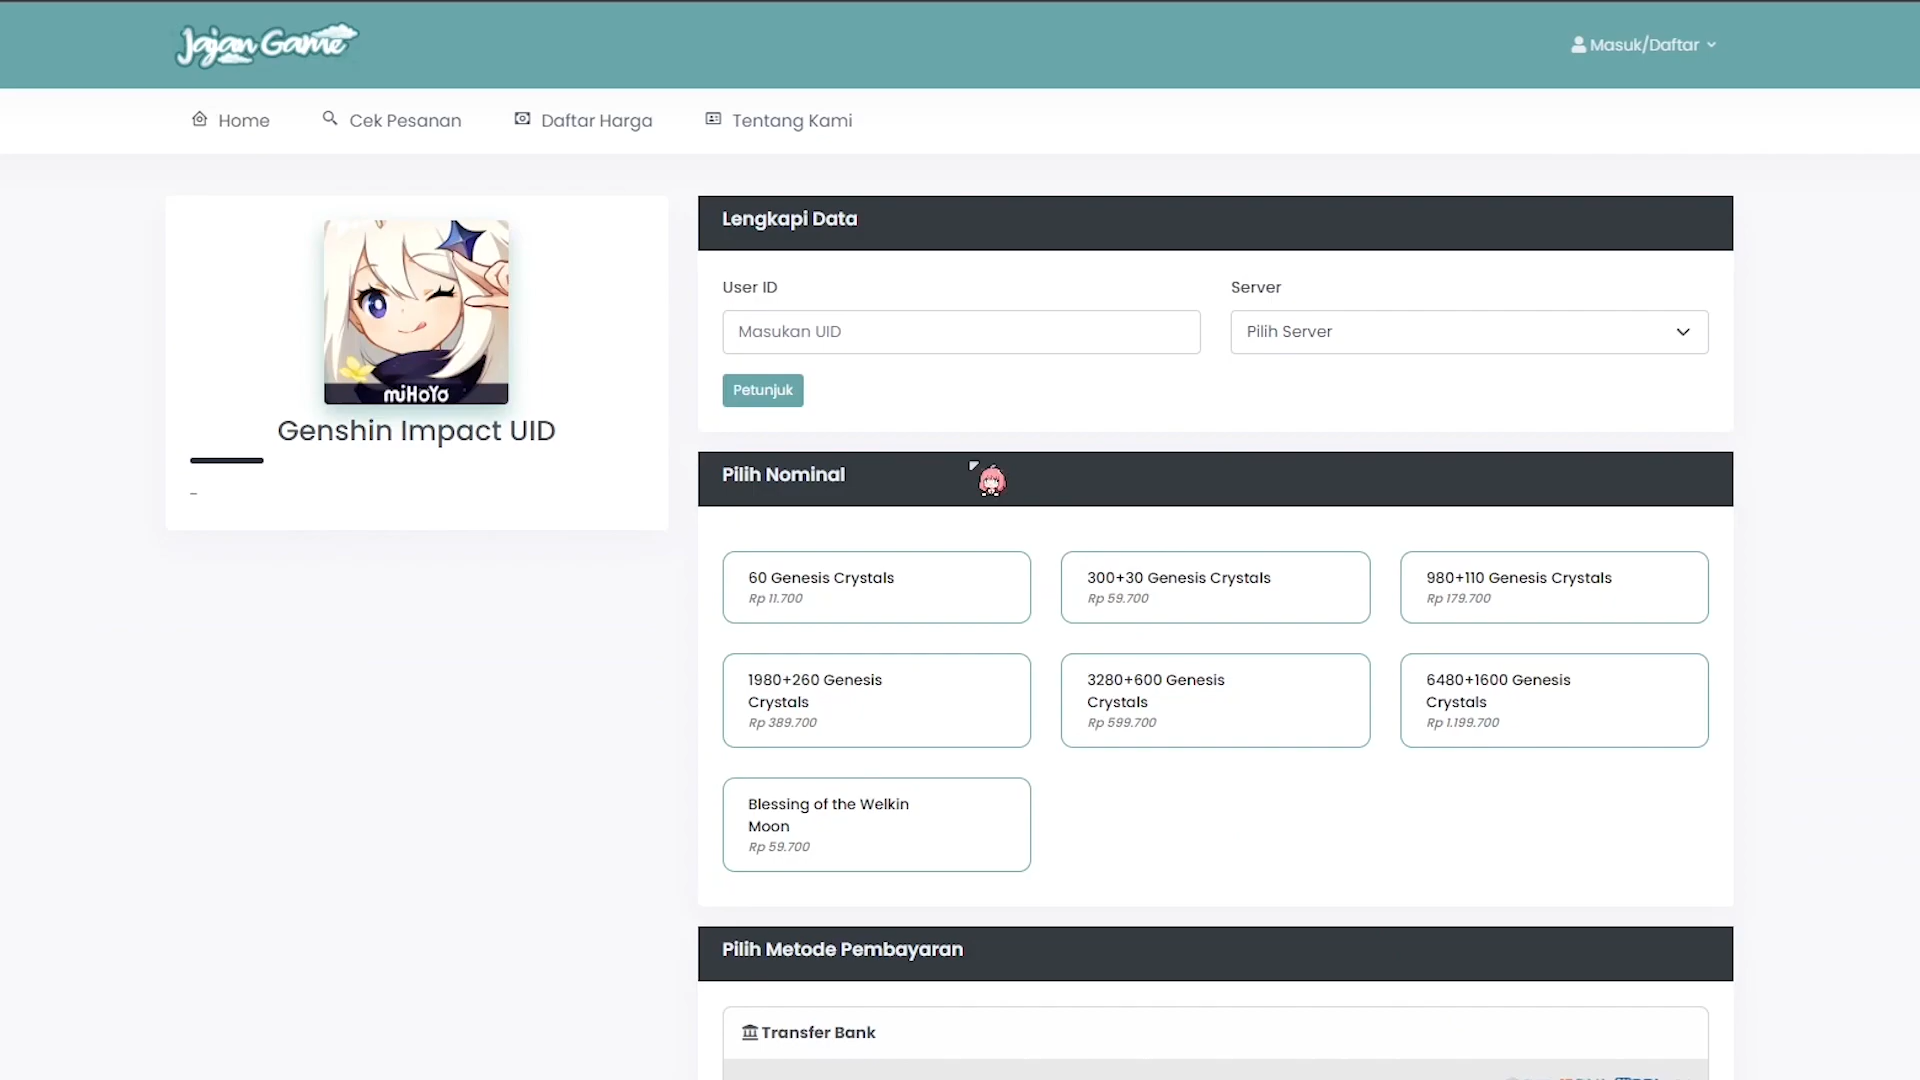 Jajan Game
Masuk/Daftar
Home
Cek Pesanan
Daftar Harga
Tentang Kami
miHoYo
Genshin Impact UID
-
Lengkapi Data
User ID
Server
Masukan UID
Pilih Server
Petunjuk
Pilih Nominal
60 Genesis Crystals
Rp 11.700
300+30 Genesis Crystals
Rp 59.700
980+110 Genesis Crystals
Rp 179.700
1980+260 Genesis
Crystals
Rp 389.700
3280+600 Genesis
Crystals
Rp 599.700
6480+1600 Genesis
Crystals
Rp 1.199.700
Blessing of the Welkin
Moon
Rp 59.700
Pilih Metode Pembayaran
Transfer Bank